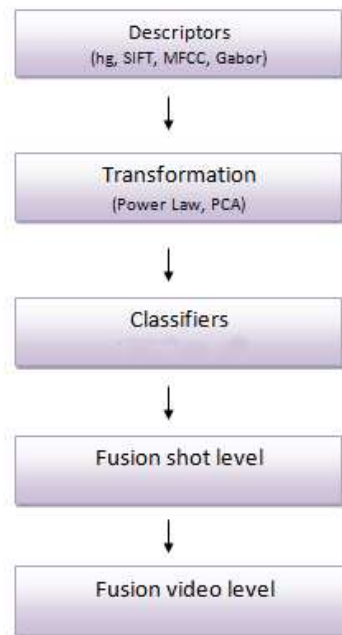 Descriptors
(hg, SIFT, MFCC, Gabor)
Transformation
(Power Law, PCA)
Classifiers
Fusion shot level
Fusion video level